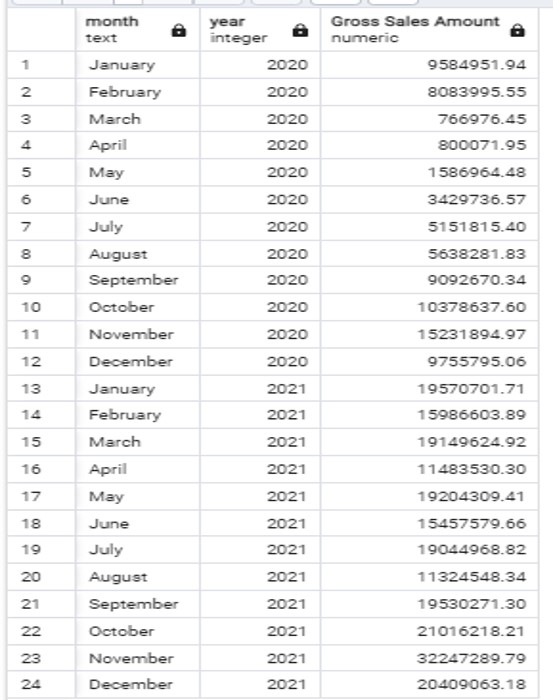 month year Gross Sales Amount
text integer numeric
1 January 2020 9584951.94
2 February 2020 8083995.55
3 March 2020 766976.45
4 April 2020 800071.95
5 May 2020 1586964.48
6 June 2020 3429736.57
7 July 2020 5151815.40
8 August 2020 5638281.83
9 September 2020 9092670.34
10 October 2020 10378637.60
11 November 2020 15231894.97
12 December 2020 9755795.06
13 January 2021 19570701.71
14 February 2021 15986603.89
15 March 2021 19149624.92
16 April 2021 11483530.30
17 May 2021 19204309.41
18 June 2021 15457579.66
19 July 2021 19044968.82
20 August 2021 11324548.34
21 September 2021 19530271.30
22 October 2021 21016218.21
23 November 2021 32247289.79
24 December 2021 20409063.18